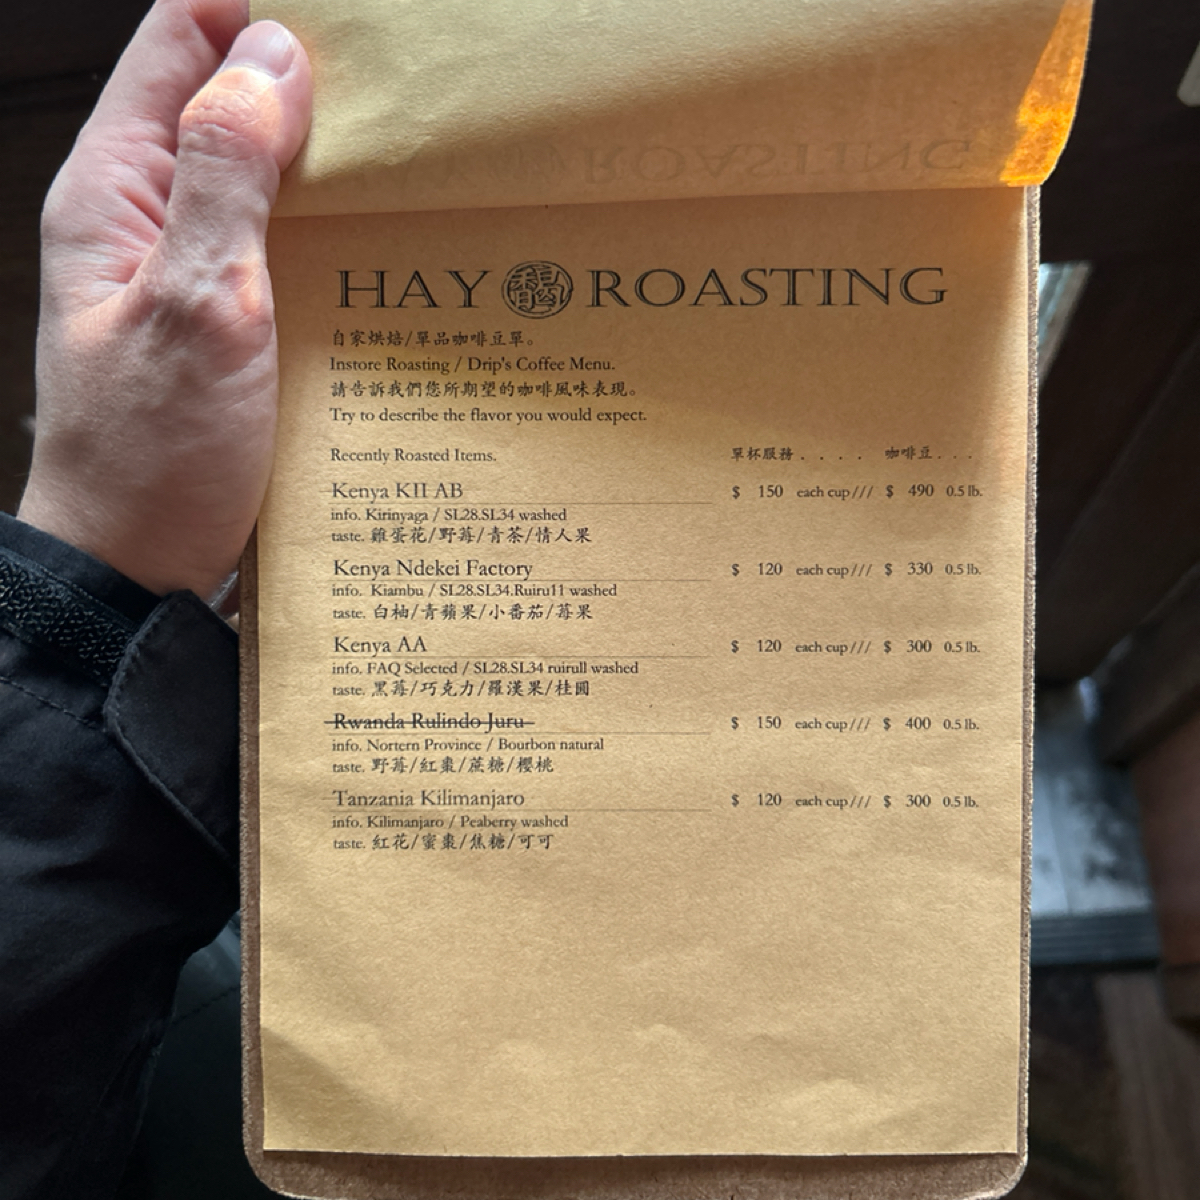 HAY ROASTING
自家烘焙/單品咖啡豆單。
Instore Roasting / Drip's Coffee Menu.
請告訴我們您所期望的咖啡風味表現。
Try to describe the flavor you would expect.
Recently Roasted Items. 單杯服務 . . . . 咖啡豆 . . .
Kenya KII AB $ 150 each cup /// $ 490 0.5 lb.
info. Kirinyaga / SL28.SL34 washed
taste. 雞蛋花/野莓/青茶/情人果
Kenya Ndekei Factory $ 120 each cup /// $ 330 0.5 lb.
info. Kiambu / SL28.SL34.Ruiru11 washed
taste. 白柚/青蘋果/小番茄/莓果
Kenya AA $ 120 each cup /// $ 300 0.5 lb.
info. FAQ Selected / SL28.SL34 ruirull washed
taste. 黑莓/巧克力/羅漢果/桂圓
Rwanda Rulindo Juru $ 150 each cup /// $ 400 0.5 lb.
info. Nortern Province / Bourbon natural
taste. 野莓/紅棗/蔗糖/櫻桃
Tanzania Kilimanjaro $ 120 each cup /// $ 300 0.5 lb.
info. Kilimanjaro / Peaberry washed
taste. 紅花/蜜棗/焦糖/可可